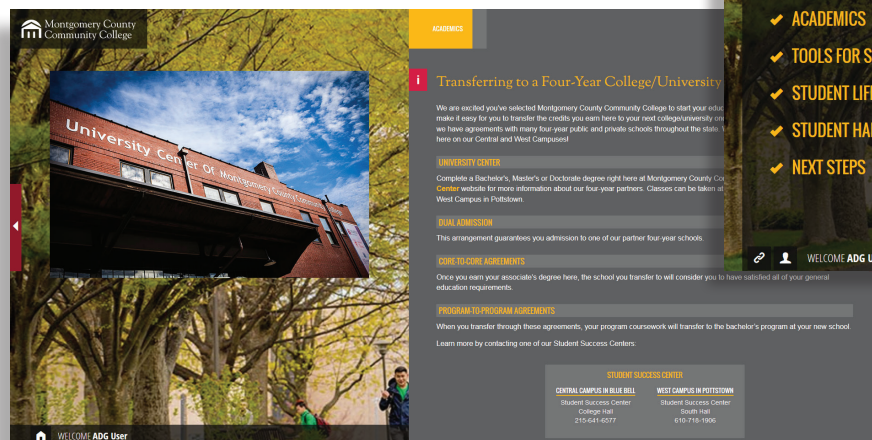 Montgomery County
Community College
University Center Of Montgomery County Community College
WELCOME ADG User
ACADEMICS
i
Transferring to a Four-Year College/University
We are excited you've selected Montgomery County Community College to start your
make it easy for you to transfer the credits you earn here to your next college/university
we have agreements with many four-year public and private schools throughout the state.
here on our Central and West Campuses!
UNIVERSITY CENTER
Complete a Bachelor's, Master's or Doctorate degree right here at Montgomery County
Center website for more information about our four-year partners. Classes can be taken at
West Campus in Pottstown.
DUAL ADMISSION
This arrangement guarantees you admission to one of our partner four-year schools.
CORE-TO-CORE AGREEMENTS
Once you earn your associate's degree here, the school you transfer to will consider you to have satisfied all of your general
education requirements.
PROGRAM-TO-PROGRAM AGREEMENTS
When you transfer through these agreements, your program coursework will transfer to the bachelor's program at your new school.
Learn more by contacting one of our Student Success Centers:
STUDENT SUCCESS CENTER
CENTRAL CAMPUS IN BLUE BELL
Student Success Center
College Hall
215-641-6577
WEST CAMPUS IN POTTSTOWN
Student Success Center
South Hall
610-718-1906
ACADEMICS
TOOLS FOR
STUDENT
STUDENT
NEXT STEPS
WELCOME ADG